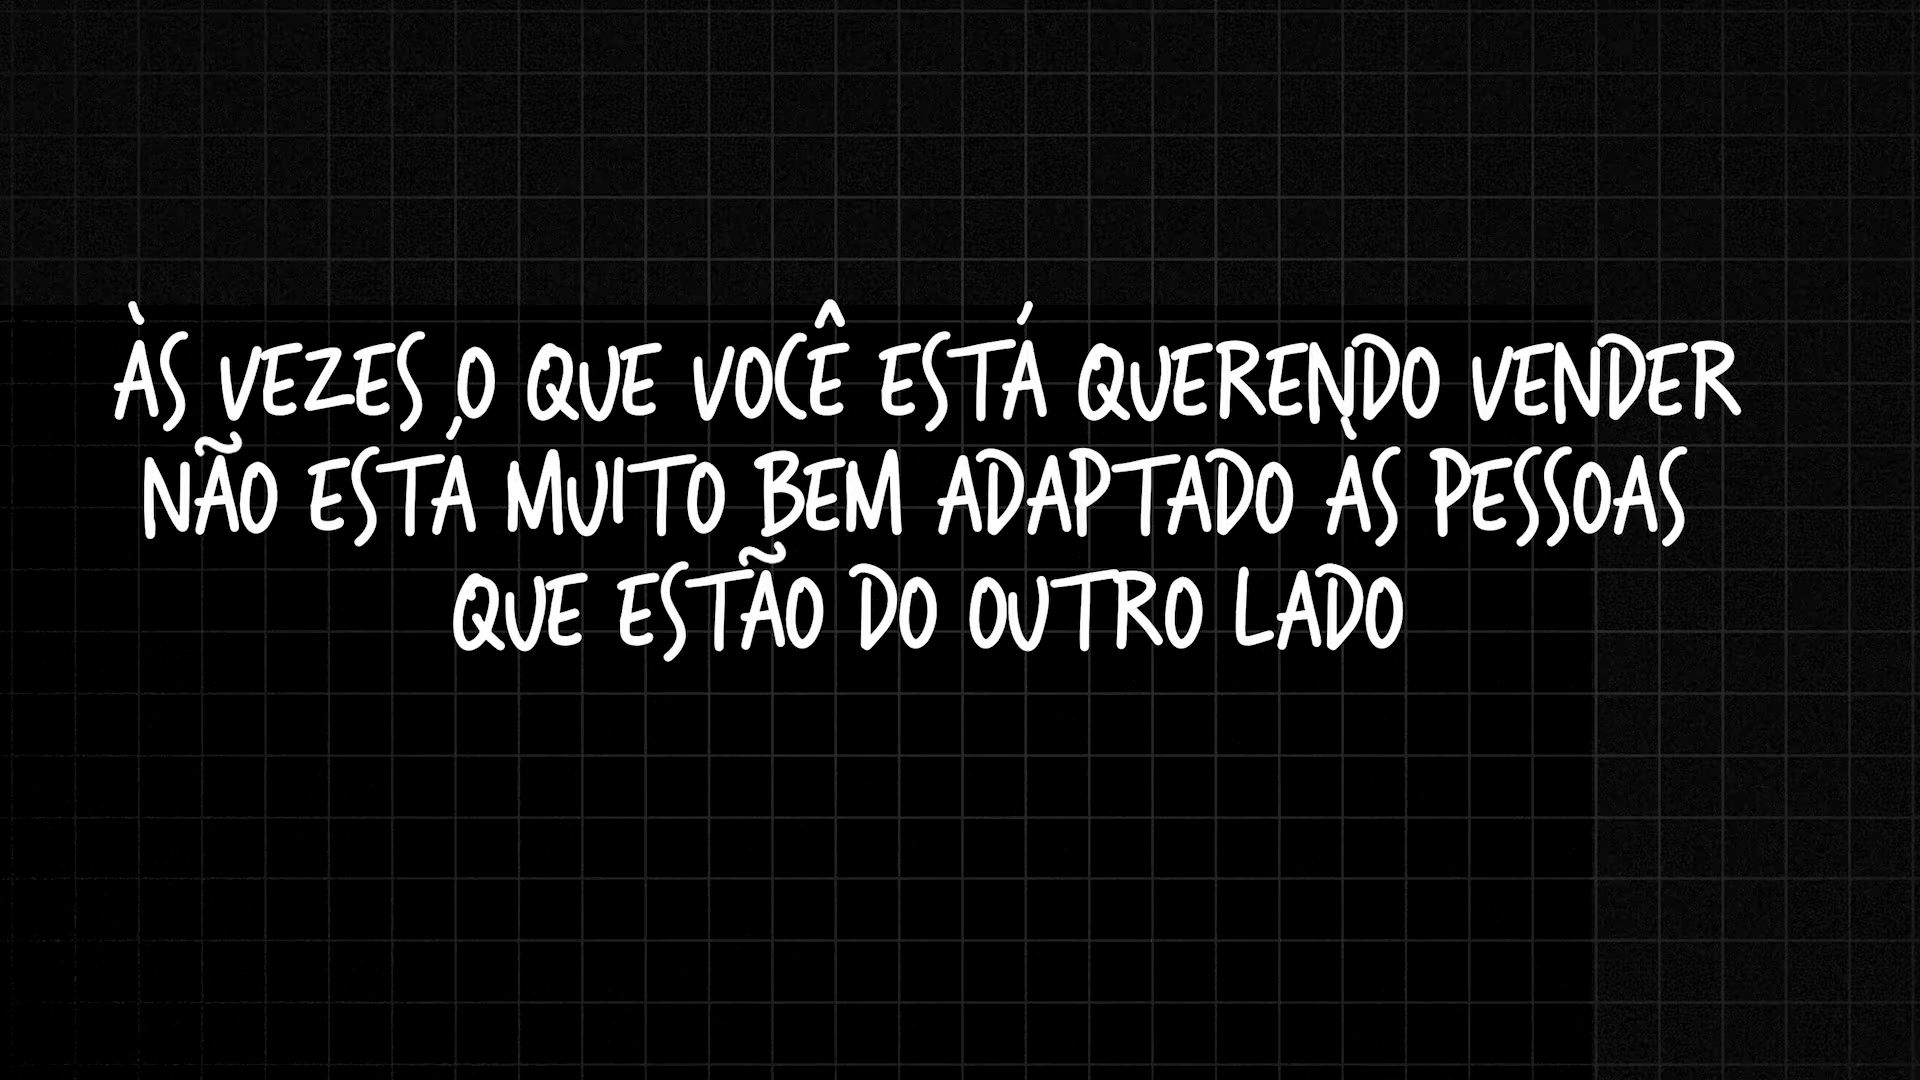 ÀS VEZES O QUE VOCÊ ESTÁ QUERENDO VENDER
NÃO ESTÁ MUITO BEM ADAPTADO ÀS PESSOAS
QUE ESTÃO DO OUTRO LADO